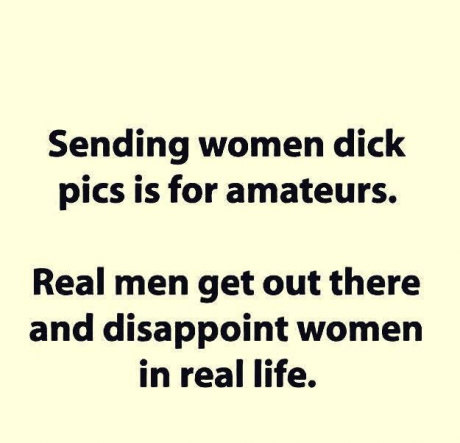 Sending women dick
pics is for amateurs.
Real men get out there
and disappoint women
in real life.